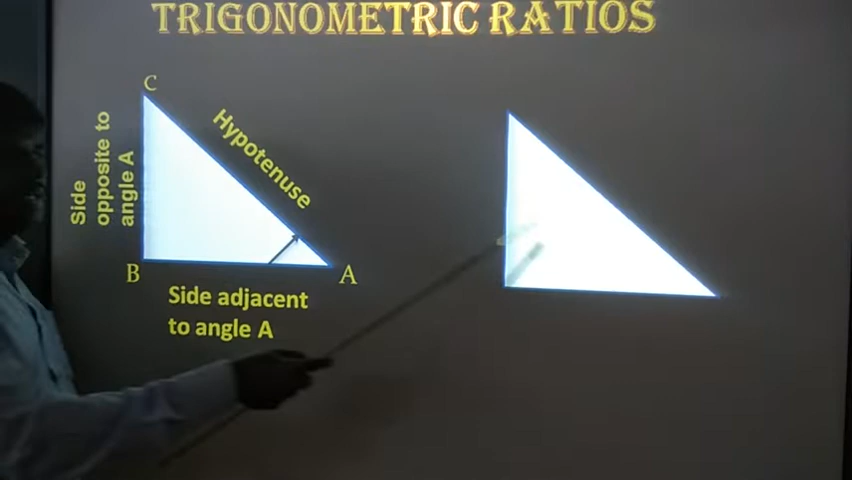 TRIGONOMETRIC RATIOS
C
Side
opposite to
angle A
Hypotenuse
B
A
Side adjacent
to angle A